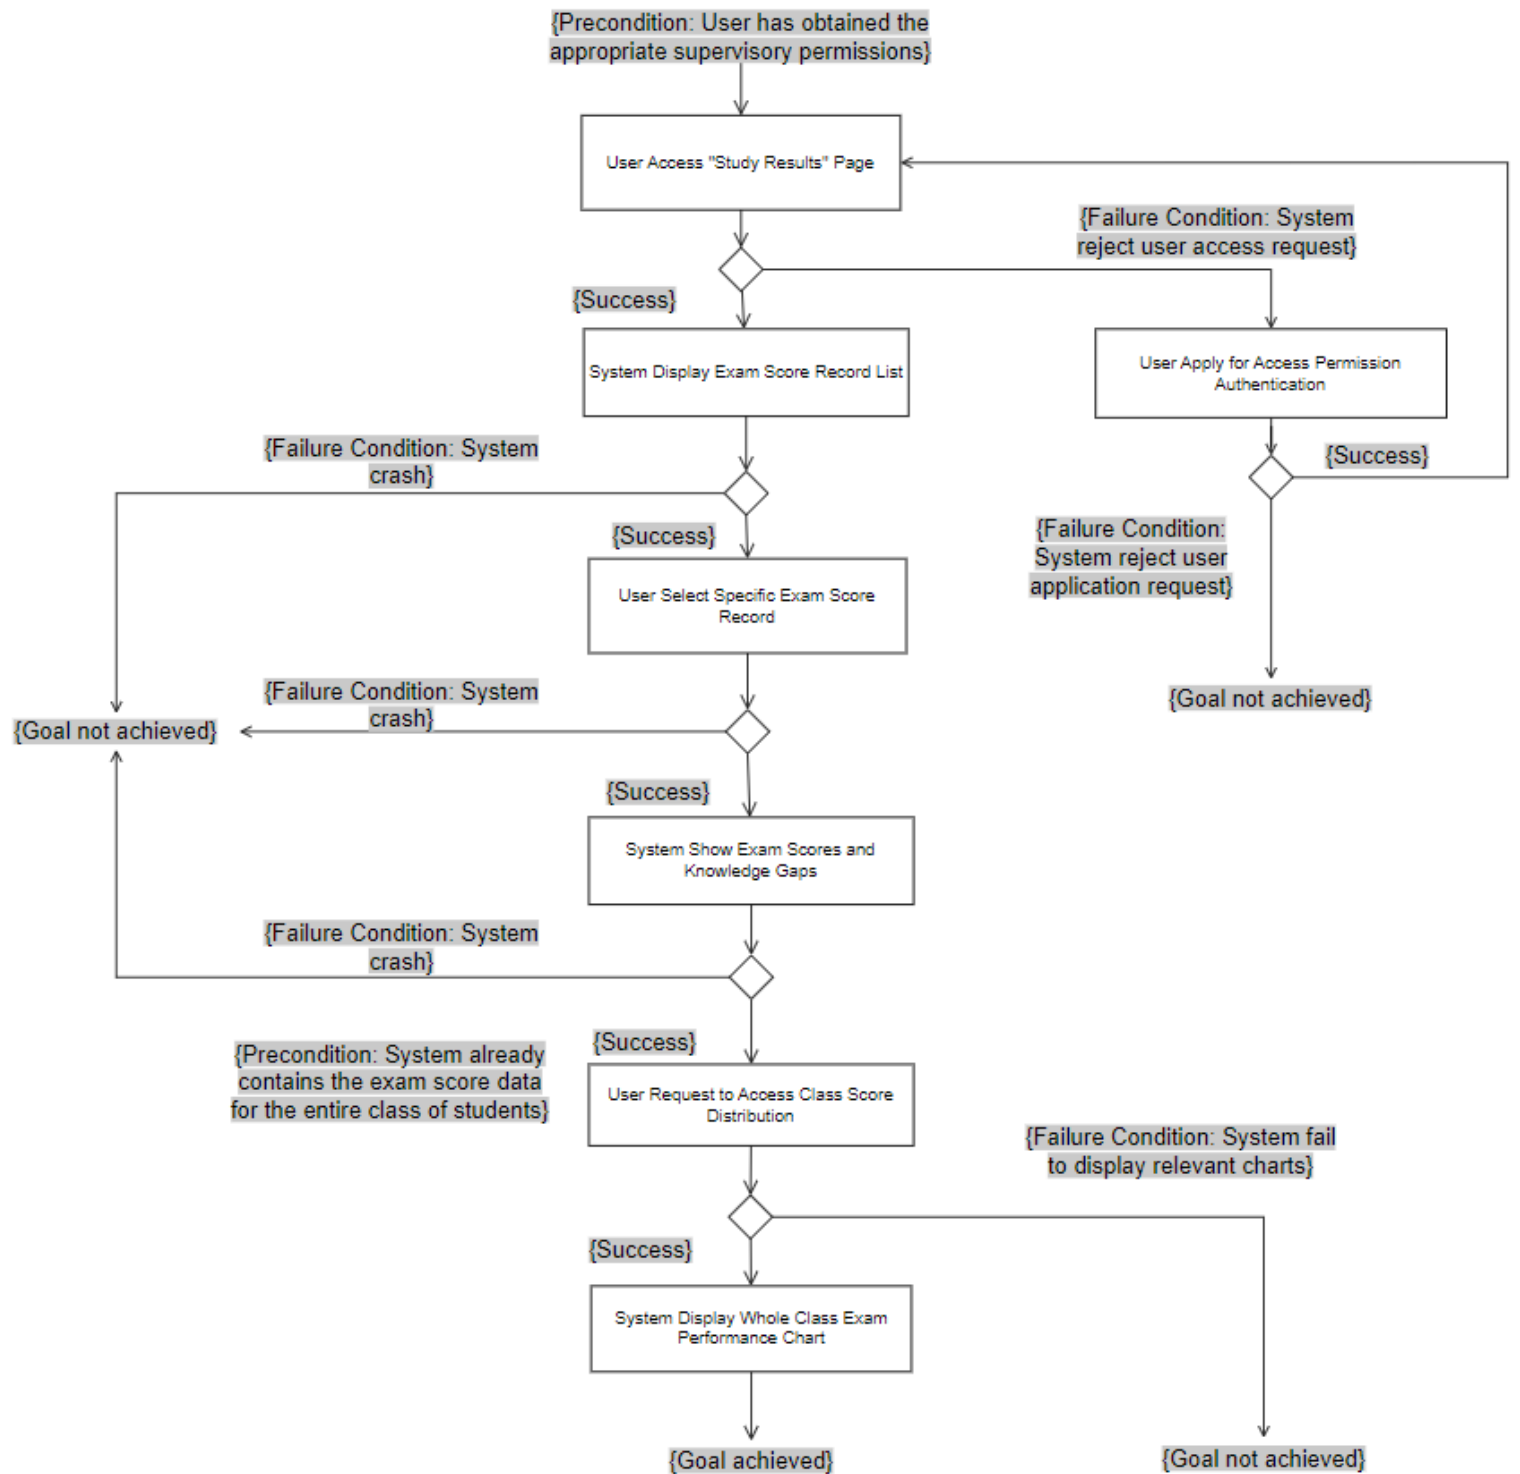 {Precondition: User has obtained the
appropriate supervisory permissions}
User Access "Study Results" Page
{Failure Condition: System
reject user access request}
{Success}
System Display Exam Score Record List
User Apply for Access Permission
Authentication
{Failure Condition: System
crash}
{Success}
{Success}
{Failure Condition:
System reject user
application request}
User Select Specific Exam Score
Record
{Failure Condition: System
crash}
{Goal not achieved}
{Goal not achieved}
{Success}
System Show Exam Scores and
Knowledge Gaps
{Failure Condition: System
crash}
{Success}
{Precondition: System already
contains the exam score data
for the entire class of students}
User Request to Access Class Score
Distribution
{Failure Condition: System fail
to display relevant charts}
{Success}
System Display Whole Class Exam
Performance Chart
{Goal achieved}
{Goal not achieved}